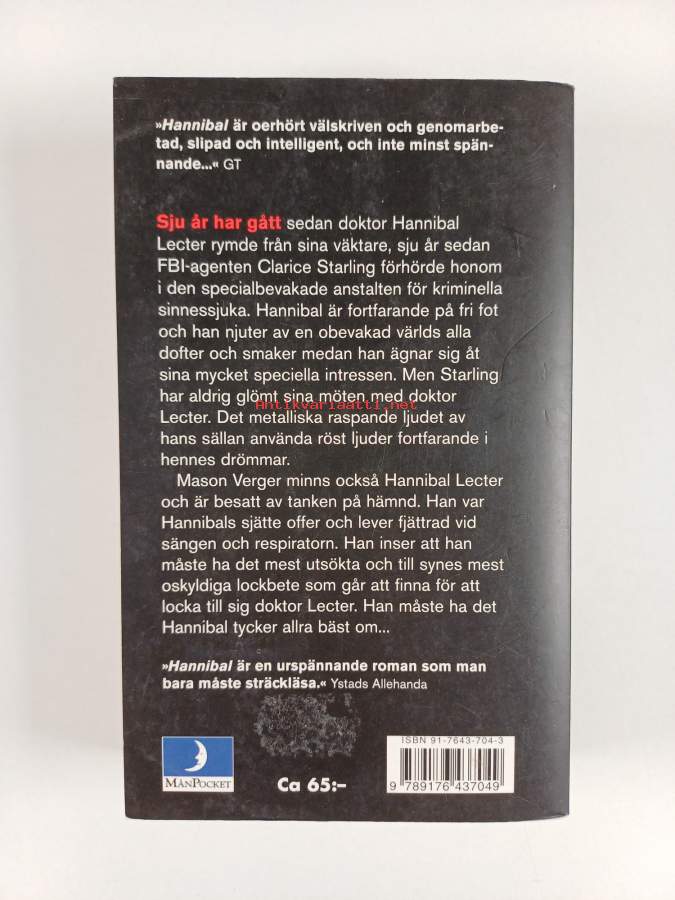 »Hannibal är oerhört välskriven och genomarbe-
tad, slipad och intelligent, och inte minst spän-
nande...« GT
Sju år har gått sedan doktor Hannibal
Lecter rymde från sina väktare, sju år sedan
FBI-agenten Clarice Starling förhörde honom
i den specialbevakade anstalten för kriminella
sinnessjuka. Hannibal är fortfarande på fri fot
och han njuter av en obevakad världs alla
dofter och smaker medan han ägnar sig åt
sina mycket speciella intressen. Men Starling
har aldrig glömt sina möten med doktor
Antikvariaatti.net
Lecter. Det metalliska raspande ljudet av
hans sällan använda röst ljuder fortfarande i
hennes drömmar.
Mason Verger minns också Hannibal Lecter
och är besatt av tanken på hämnd. Han var
Hannibals sjätte offer och lever fjättrad vid
sängen och respiratorn. Han inser att han
måste ha det mest utsökta och till synes mest
oskyldiga lockbete som går att finna för att
locka till sig doktor Lecter. Han måste ha det
Hannibal tycker allra bäst om...
»Hannibal är en urspännande roman som man
bara måste sträckläsa.« Ystads Allehanda
MÅNPOCKET
Ca 65:–
ISBN 91-7643-704-3
9 789176 437049